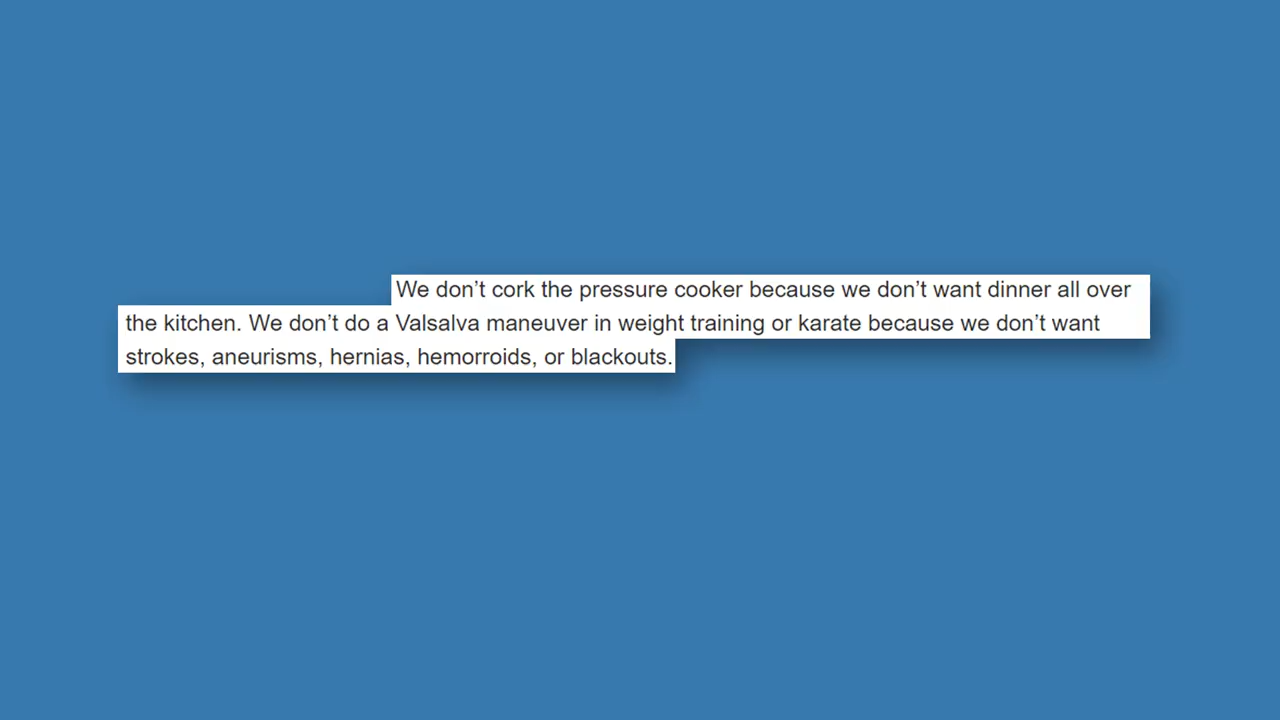 We don’t cork the pressure cooker because we don’t want dinner all over
the kitchen. We don’t do a Valsalva maneuver in weight training or karate because we don’t want
strokes, aneurisms, hernias, hemorroids, or blackouts.